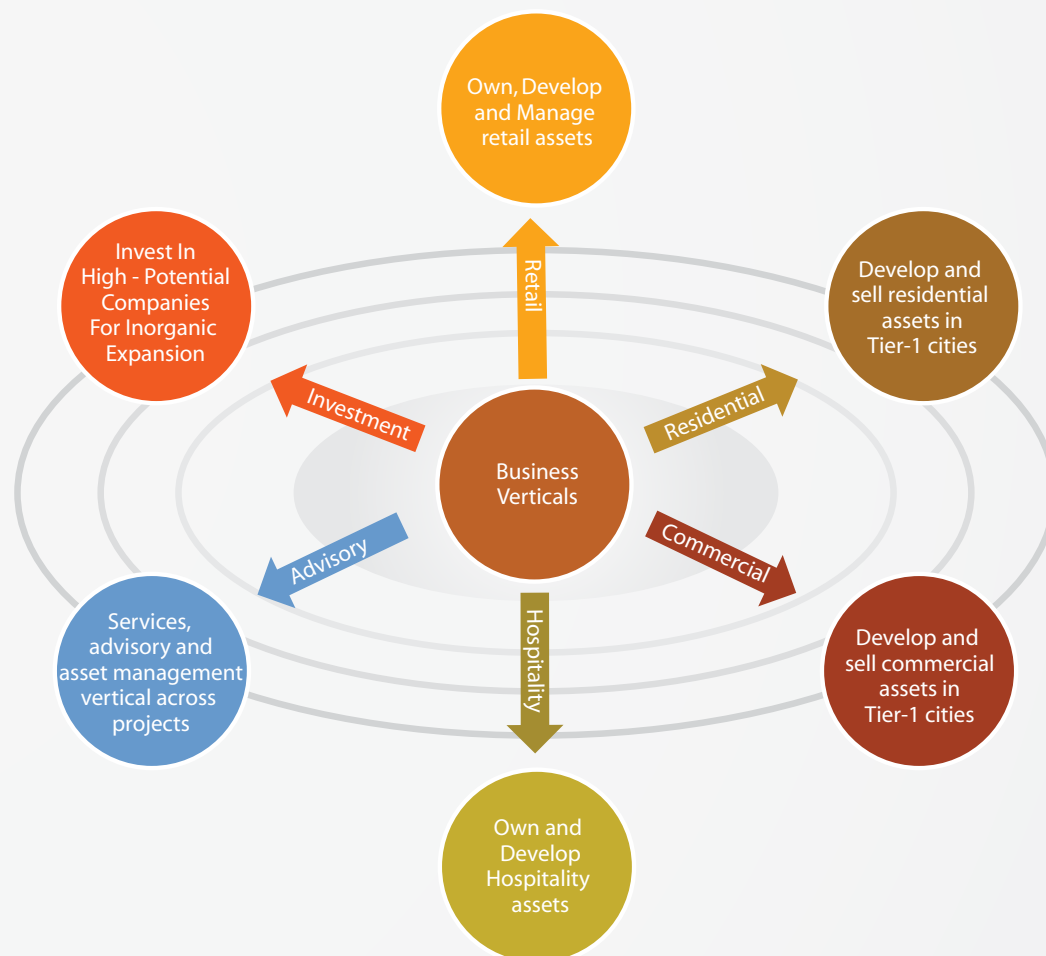 Own, Develop
and Manage
retail assets
Retail
Invest In
High - Potential
Companies
For Inorganic
Expansion
Investment
Develop and
sell residential
assets in
Tier-1 cities
Residential
Business
Verticals
Advisory
Services,
advisory and
asset management
vertical across
projects
Commercial
Develop and
sell commercial
assets in
Tier-1 cities
Hospitality
Own and
Develop
Hospitality
assets